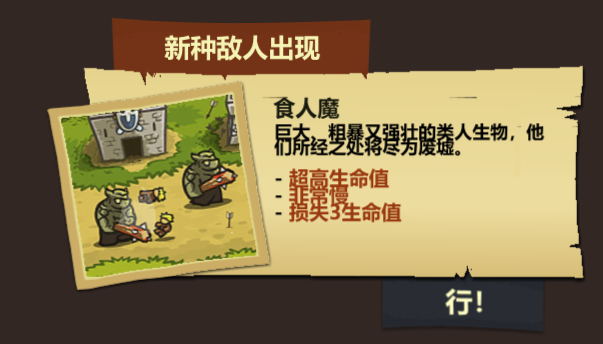 新种敌人出现
食人魔
巨大，粗暴又强壮的类人生物，他
们所经之处将尽为废墟。
- 超高生命值
- 非常慢
- 损失3生命值
行!